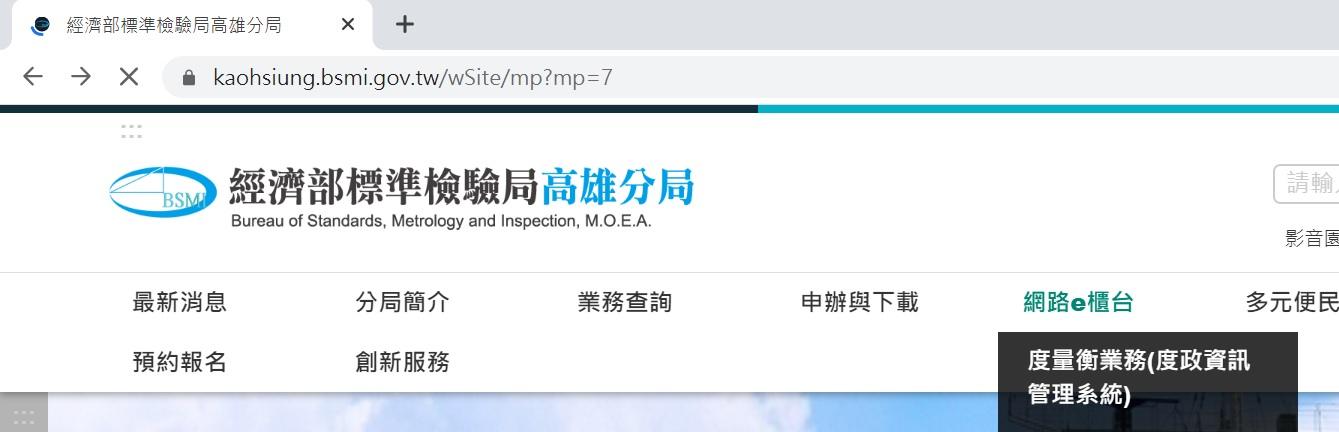 經濟部標準檢驗局高雄分局
kaohsiung.bsmi.gov.tw/wSite/mp?mp=7
BSMI
經濟部標準檢驗局高雄分局
Bureau of Standards, Metrology and Inspection, M.O.E.A.
請輸
影音園
最新消息 分局簡介 業務查詢 申辦與下載 網路e櫃台 多元便民
預約報名 創新服務
度量衡業務(度政資訊
管理系統)